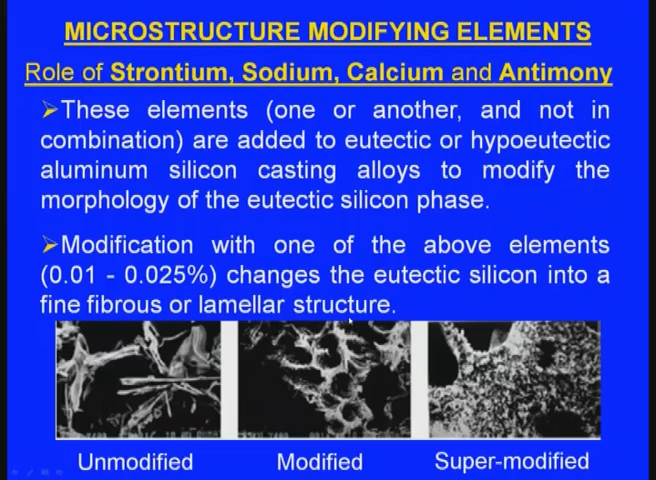 MICROSTRUCTURE MODIFYING ELEMENTS
Role of Strontium, Sodium, Calcium and Antimony
➤These elements (one or another, and not in
combination) are added to eutectic or hypoeutectic
aluminum silicon casting alloys to modify the
morphology of the eutectic silicon phase.
➤Modification with one of the above elements
(0.01 - 0.025%) changes the eutectic silicon into a
fine fibrous or lamellar structure.
Unmodified
Modified
Super-modified